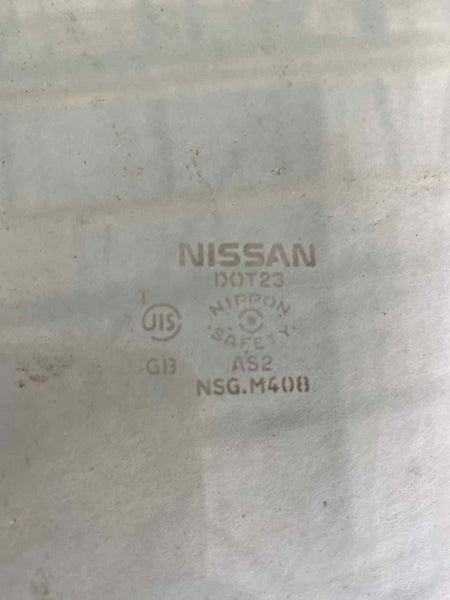 NISSAN
DOT23
T
JIS
NIPPON
SAFETY
GB AS2
NSG.M408